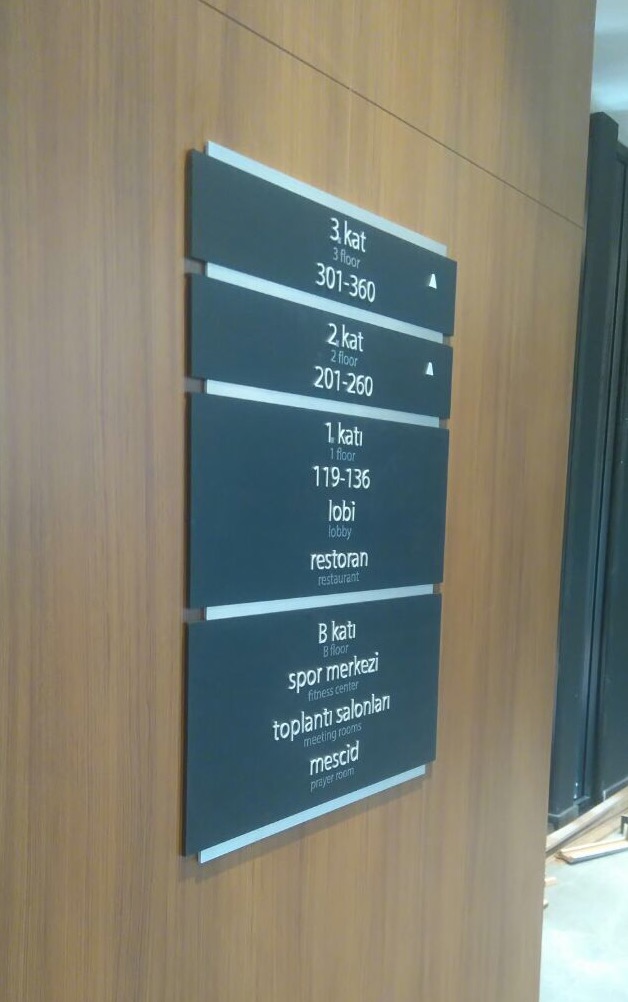 3. kat
3 floor
301-360
2. kat
2 floor
201-260
1. katı
1 floor
119-136
lobi
lobby
restoran
restaurant
B katı
B floor
spor merkezi
fitness center
toplantı salonları
meeting rooms
mescid
prayer room